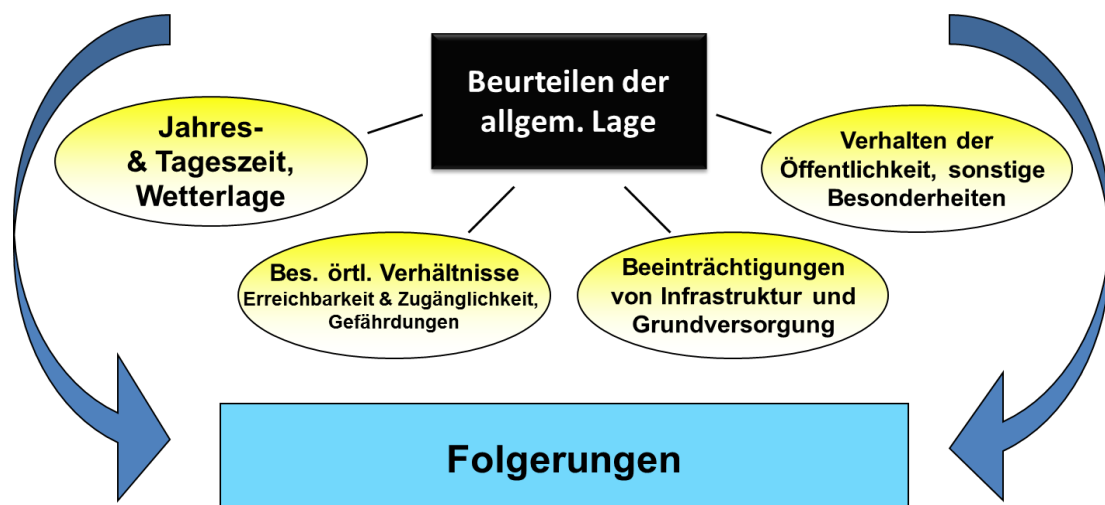 Beurteilen der
allgem. Lage
Jahres-
& Tageszeit,
Wetterlage
Verhalten der
Öffentlichkeit, sonstige
Besonderheiten
Bes. örtl. Verhältnisse
Erreichbarkeit & Zugänglichkeit,
Gefährdungen
Beeinträchtigungen
von Infrastruktur und
Grundversorgung
Folgerungen